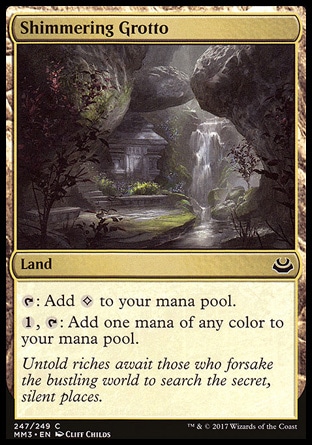 Shimmering Grotto
Land
: Add to your mana pool.
1, : Add one mana of any color to
your mana pool.
Untold riches await those who forsake
the bustling world to search the secret,
silent places.
247/249 C
MM3 • EN Cliff Childs
™ & © 2017 Wizards of the Coast